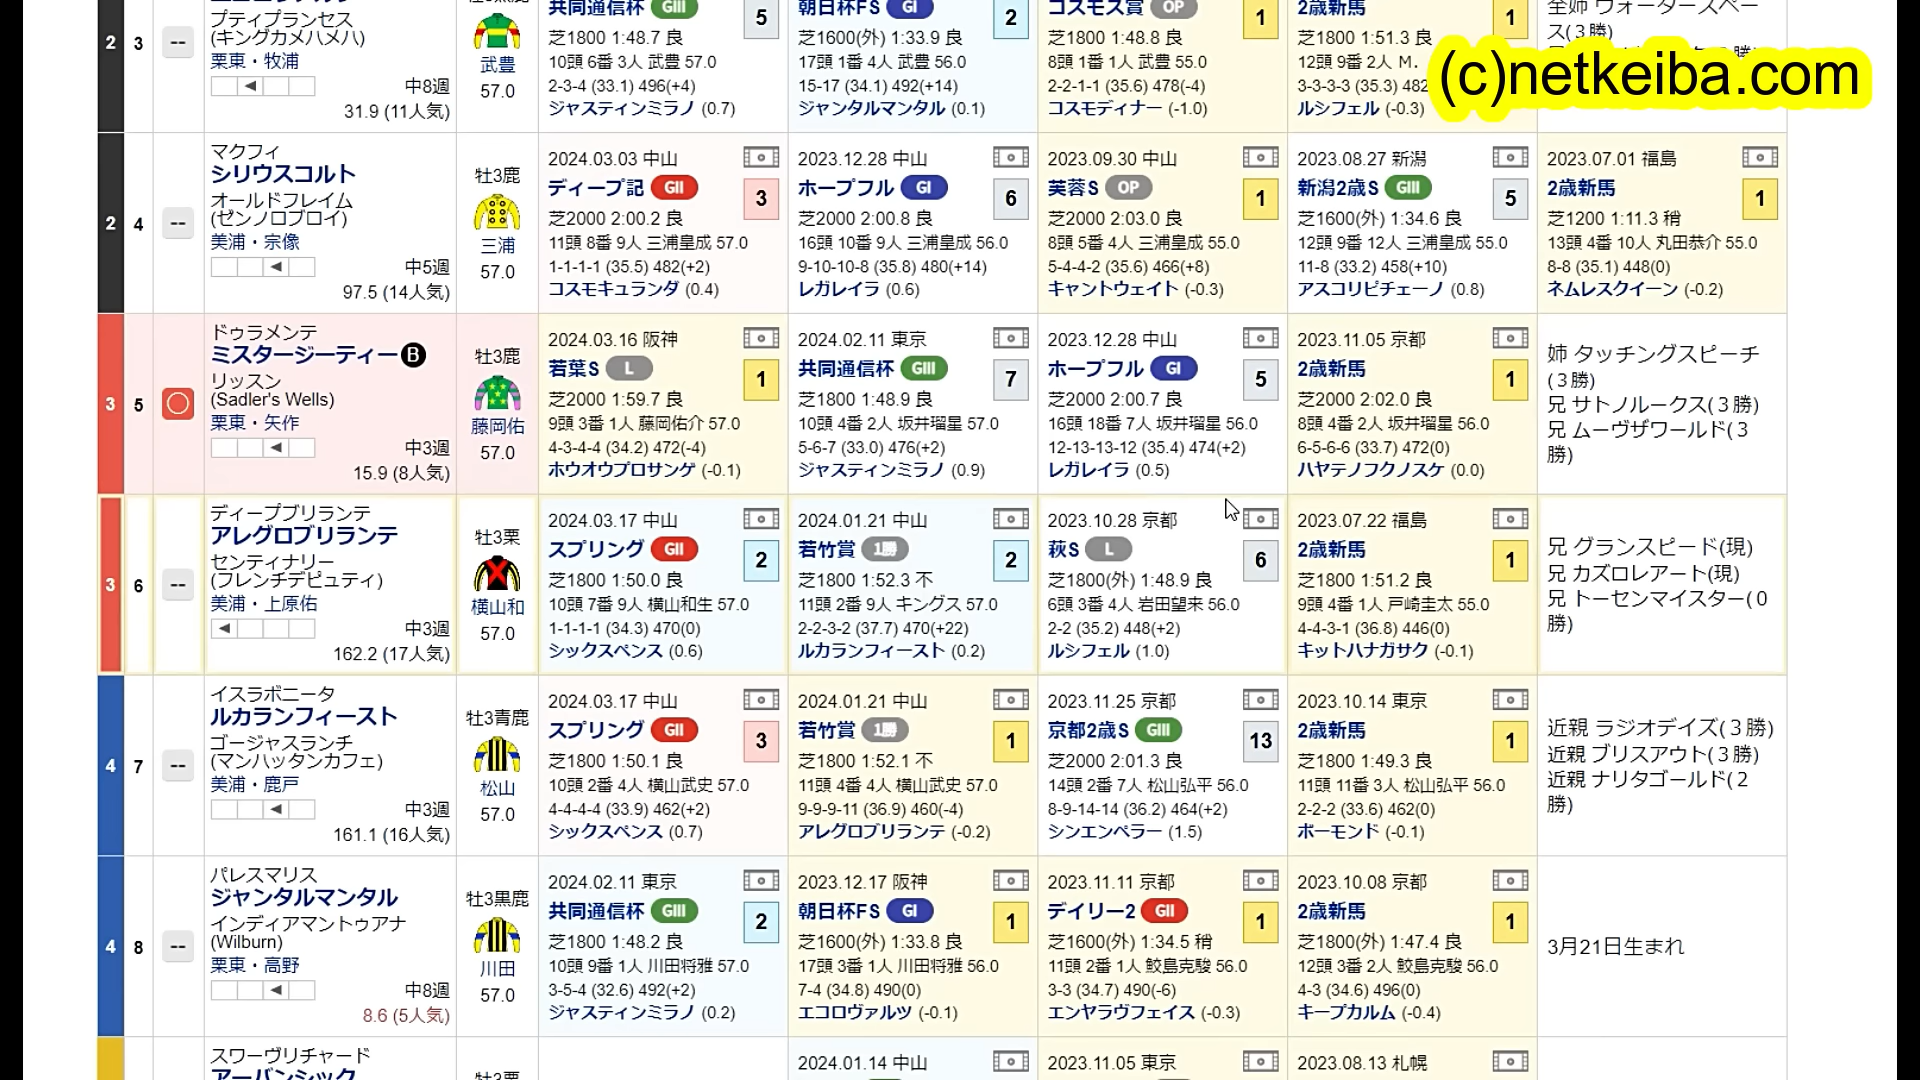 2 3 --
プティプランセス
(キングカメハメハ)
栗東・牧浦
中8週
31.9 (11人気)
武豊
57.0
共同通信杯 GIII 5
芝1800 1:48.7 良
10頭 6番 3人 武豊 57.0
2-3-4 (33.1) 496(+4)
ジャスティンミラノ (0.7)
朝日杯FS GI 2
芝1600(外) 1:33.9 良
17頭 1番 4人 武豊 56.0
15-17 (34.1) 492(+14)
ジャンタルマンタル (0.1)
コスモス賞 OP 1
芝1800 1:48.8 良
8頭 1番 1人 武豊 55.0
2-2-1-1 (35.6) 478(-4)
コスモディナー (-1.0)
2歳新馬 1
芝1800 1:51.3 良
12頭 9番 2人 M.
3-3-3-3 (35.3) 482
ルシフェル (-0.3)
全姉 ウォータースペー
ス(3勝)
(c)netkeiba.com
2 4 --
マクフィ
シリウスコルト
オールドフレイム
(ゼンノロブロイ)
美浦・宗像
中5週
97.5 (14人気)
牡3鹿
三浦
57.0
2024.03.03 中山
ディープ記 GII 3
芝2000 2:00.2 良
11頭 8番 9人 三浦皇成 57.0
1-1-1-1 (35.5) 482(+2)
コスモキュランダ (0.4)
2023.12.28 中山
ホープフル GI 6
芝2000 2:00.8 良
16頭 10番 9人 三浦皇成 56.0
9-10-10-8 (35.8) 480(+14)
レガレイラ (0.6)
2023.09.30 中山
芙蓉S OP 1
芝2000 2:03.0 良
8頭 5番 4人 三浦皇成 55.0
5-4-4-2 (35.6) 466(+8)
キャントウェイト (-0.3)
2023.08.27 新潟
新潟2歳S GIII 5
芝1600(外) 1:34.6 良
12頭 9番 12人 三浦皇成 55.0
11-8 (33.2) 458(+10)
アスコリピチェーノ (0.8)
2023.07.01 福島
2歳新馬 1
芝1200 1:11.3 稍
13頭 4番 10人 丸田恭介 55.0
8-8 (35.1) 448(0)
ネムレスクイーン (-0.2)
3 5
ドゥラメンテ
ミスタージーティー B
リッスン
(Sadler's Wells)
栗東・矢作
中3週
15.9 (8人気)
牡3鹿
藤岡佑
57.0
2024.03.16 阪神
若葉S L 1
芝2000 1:59.7 良
9頭 3番 1人 藤岡佑介 57.0
4-3-4-4 (34.2) 472(-4)
ホウオウプロサンゲ (-0.1)
2024.02.11 東京
共同通信杯 GIII 7
芝1800 1:48.9 良
10頭 4番 2人 坂井瑠星 57.0
5-6-7 (33.0) 476(+2)
ジャスティンミラノ (0.9)
2023.12.28 中山
ホープフル GI 5
芝2000 2:00.7 良
16頭 18番 7人 坂井瑠星 56.0
12-13-13-12 (35.4) 474(+2)
レガレイラ (0.5)
2023.11.05 京都
2歳新馬 1
芝2000 2:02.0 良
8頭 4番 2人 坂井瑠星 56.0
6-5-6-6 (33.7) 472(0)
ハヤテノフクノスケ (0.0)
姉 タッチングスピーチ
(3勝)
兄 サトノルークス(3勝)
兄 ムーヴザワールド(3
勝)
3 6 --
ディープブリランテ
アレグロブリランテ
センティナリー
(フレンチデピュティ)
美浦・上原佑
中3週
162.2 (17人気)
牡3栗
横山和
57.0
2024.03.17 中山
スプリング GII 2
芝1800 1:50.0 良
10頭 7番 9人 横山和生 57.0
1-1-1-1 (34.3) 470(0)
シックスペンス (0.6)
2024.01.21 中山
若竹賞 1勝 2
芝1800 1:52.3 不
11頭 2番 9人 キングス 57.0
2-2-3-2 (37.7) 470(+22)
ルカランフィースト (0.2)
2023.10.28 京都
萩S L 6
芝1800(外) 1:48.9 良
6頭 3番 4人 岩田望来 56.0
2-2 (35.2) 448(+2)
ルシフェル (1.0)
2023.07.22 福島
2歳新馬 1
芝1800 1:51.2 良
9頭 4番 1人 戸崎圭太 55.0
4-4-3-1 (36.8) 446(0)
キットハナガサク (-0.1)
兄 グランスピード(現)
兄 カズロレアート(現)
兄 トーセンマイスター(0
勝)
4 7 --
イスラボニータ
ルカランフィースト
ゴージャスランチ
(マンハッタンカフェ)
美浦・鹿戸
中3週
161.1 (16人気)
牡3青鹿
松山
57.0
2024.03.17 中山
スプリング GII 3
芝1800 1:50.1 良
10頭 2番 4人 横山武史 57.0
4-4-4-4 (33.9) 462(+2)
シックスペンス (0.7)
2024.01.21 中山
若竹賞 1勝 1
芝1800 1:52.1 不
11頭 4番 4人 横山武史 57.0
9-9-9-11 (36.9) 460(-4)
アレグロブリランテ (-0.2)
2023.11.25 京都
京都2歳S GIII 13
芝2000 2:01.3 良
14頭 2番 7人 松山弘平 56.0
8-9-14-14 (36.2) 464(+2)
シンエンペラー (1.5)
2023.10.14 東京
2歳新馬 1
芝1800 1:49.3 良
11頭 11番 3人 松山弘平 56.0
2-2-2 (33.6) 462(0)
ボーモンド (-0.1)
近親 ラジオデイズ(3勝)
近親 ブリスアウト(3勝)
近親 ナリタゴールド(2
勝)
4 8 --
パレスマリス
ジャンタルマンタル
インディアマントゥアナ
(Wilburn)
栗東・高野
中8週
8.6 (5人気)
牡3黒鹿
川田
57.0
2024.02.11 東京
共同通信杯 GIII 2
芝1800 1:48.2 良
10頭 9番 1人 川田将雅 57.0
3-5-4 (32.6) 492(+2)
ジャスティンミラノ (0.2)
2023.12.17 阪神
朝日杯FS GI 1
芝1600(外) 1:33.8 良
17頭 3番 1人 川田将雅 56.0
7-4 (34.8) 490(0)
エコロヴァルツ (-0.1)
2023.11.11 京都
デイリー2 GII 1
芝1600(外) 1:34.5 稍
11頭 2番 1人 鮫島克駿 56.0
3-3 (34.7) 490(-6)
エンヤラヴフェイス (-0.3)
2023.10.08 京都
2歳新馬 1
芝1800(外) 1:47.4 良
12頭 3番 2人 鮫島克駿 56.0
4-3 (34.6) 496(0)
キープカルム (-0.4)
3月21日生まれ
スワーヴリチャード
アーバンシック
牡3栗
2024.01.14 中山
2023.11.05 東京
2023.08.13 札幌